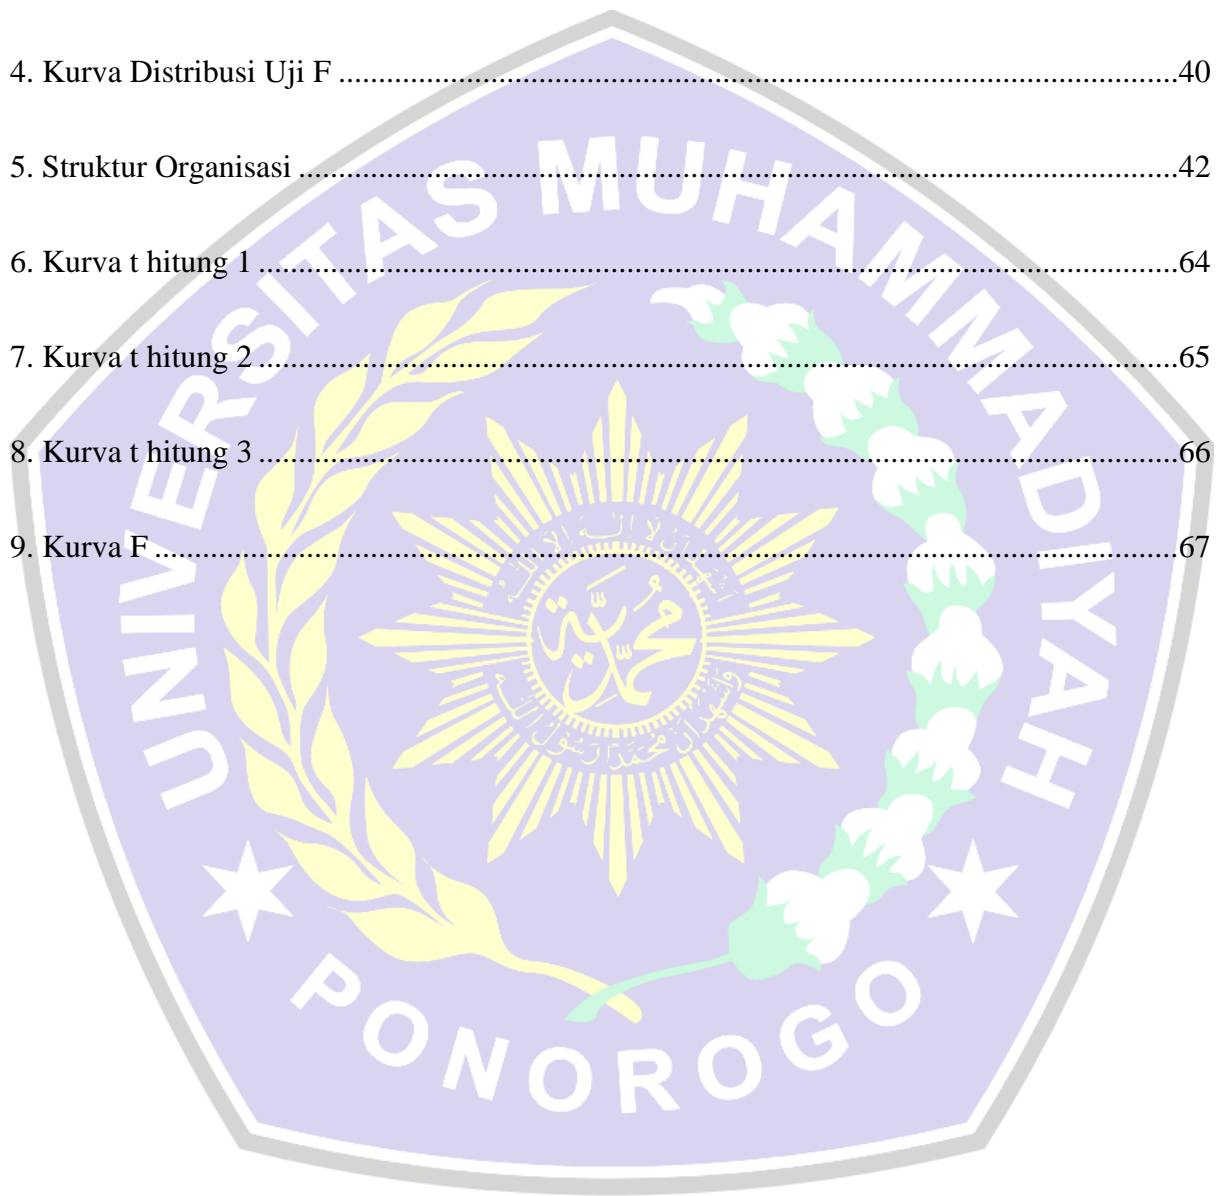 4. Kurva Distribusi Uji F ........................................................................................................40
5. Struktur Organisasi .............................................................................................................42
6. Kurva t hitung 1 ..................................................................................................................64
7. Kurva t hitung 2 ..................................................................................................................65
8. Kurva t hitung 3 ..................................................................................................................66
9. Kurva F ...............................................................................................................................67
UNIVERSITAS MUHAMMADIYAH
PONOROGO
محمدية